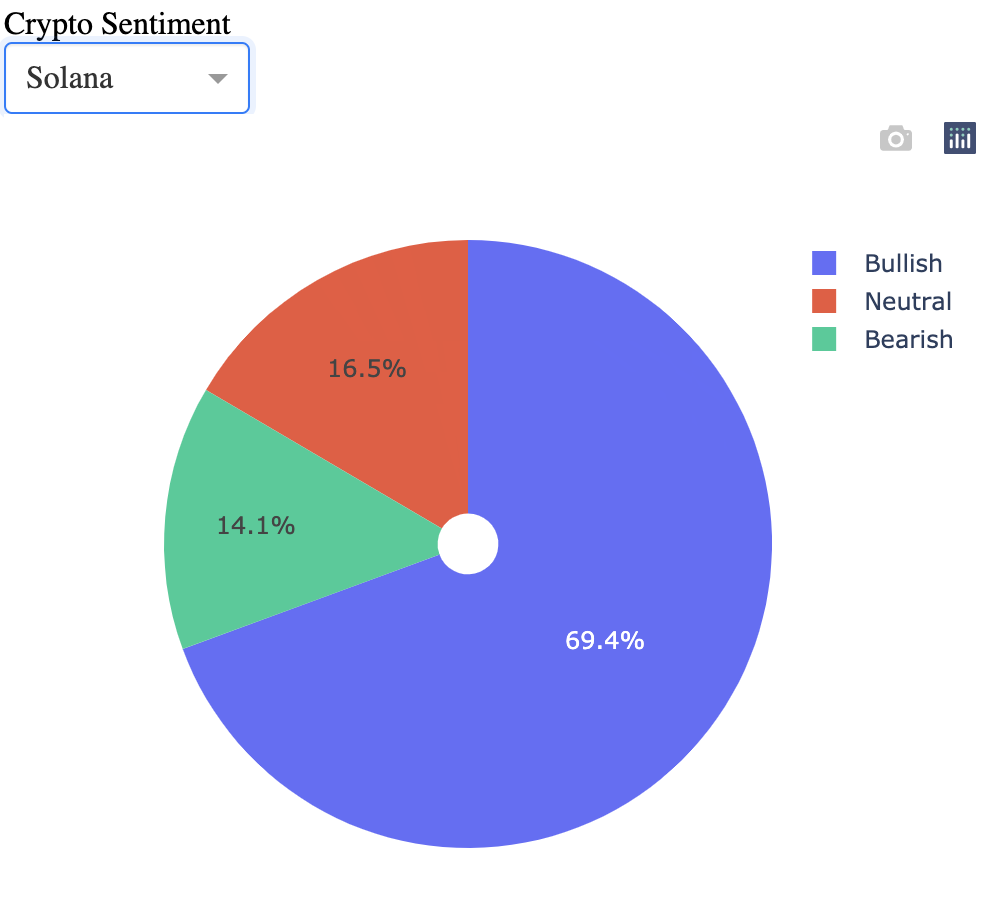 Crypto Sentiment
Solana
Bullish
Neutral
Bearish
16.5%
14.1%
69.4%